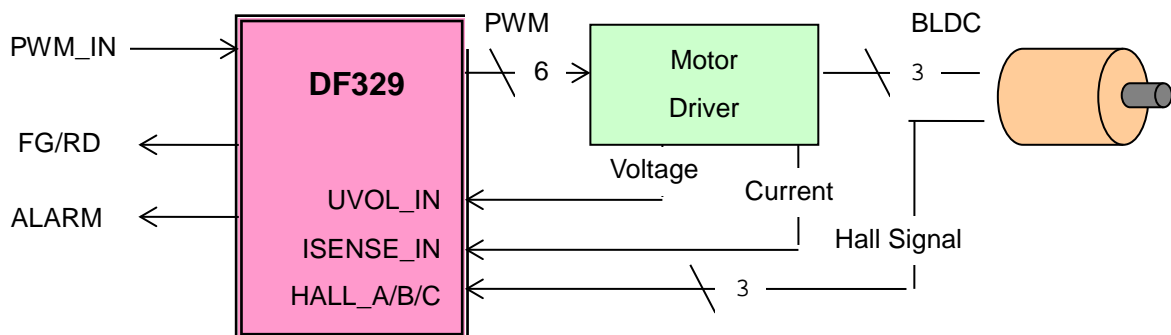 PWM_IN
FG/RD
ALARM
DF329
UVOL_IN
ISENSE_IN
HALL_A/B/C
PWM
6
Motor
Driver
BLDC
3
Voltage
Current
Hall Signal
3